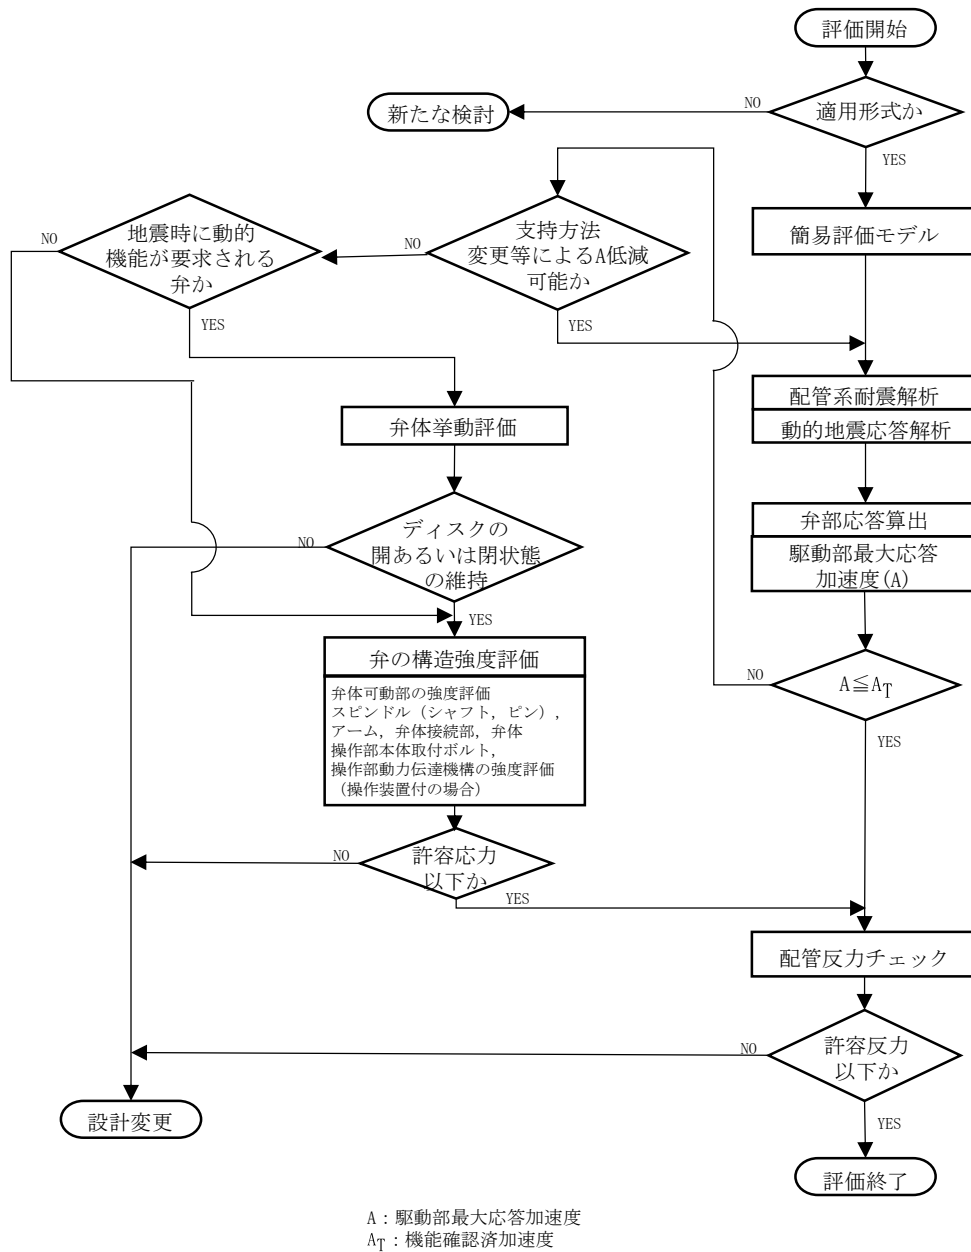 評価開始
適用形式か
NO
新たな検討
YES
簡易評価モデル
支持方法
変更等によるA低減
可能か
NO
YES
地震時に動的
機能が要求される
弁か
NO
YES
配管系耐震解析
動的地震応答解析
弁体挙動評価
弁部応答算出
駆動部最大応答
加速度(A)
ディスクの
開あるいは閉状態
の維持
NO
YES
弁の構造強度評価
弁体可動部の強度評価
スピンドル（シャフト，ピン），
アーム，弁体接続部，弁体
操作部本体取付ボルト，
操作部動力伝達機構の強度評価
（操作装置付の場合）
A≦AT
NO
YES
許容応力
以下か
NO
YES
配管反力チェック
許容反力
以下か
NO
YES
設計変更
評価終了
A：駆動部最大応答加速度
AT：機能確認済加速度